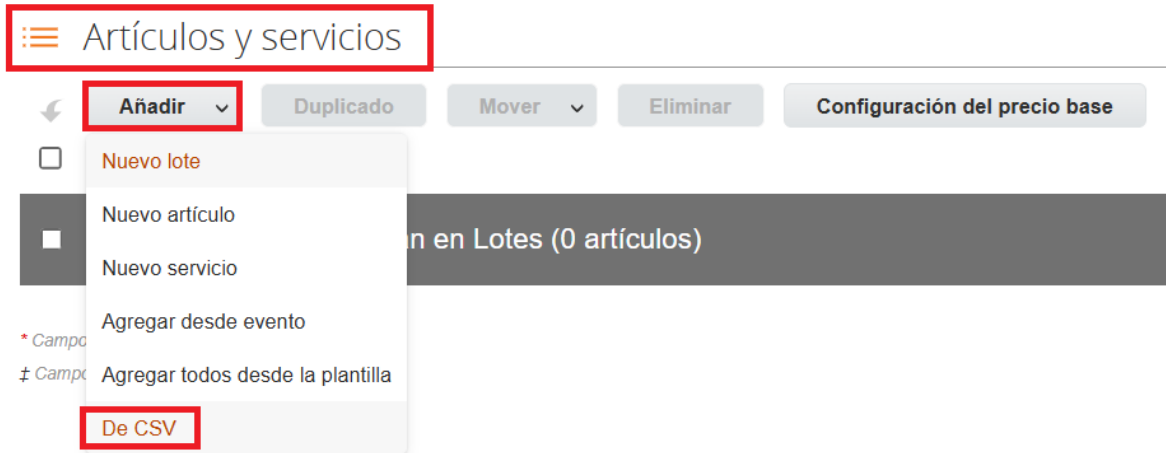 Artículos y servicios
Añadir Duplicado Mover Eliminar Configuración del precio base
Nuevo lote
Nuevo artículo
en Lotes (0 artículos)
Nuevo servicio
Agregar desde evento
* Campo
Agregar todos desde la plantilla
‡ Campo
De CSV